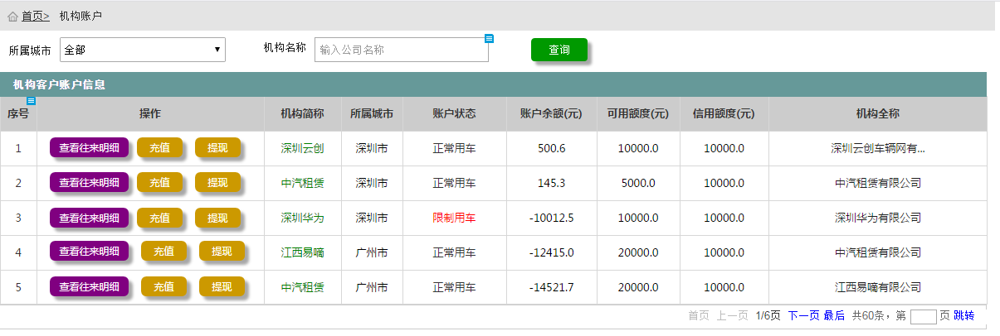 首页> 机构账户
所属城市 全部 机构名称 输入公司名称 查询
机构客户账户信息
序号 操作 机构简称 所属城市 账户状态 账户余额(元) 可用额度(元) 信用额度(元) 机构全称
1 查看往来明细 充值 提现 深圳云创 深圳市 正常用车 500.6 10000.0 10000.0 深圳云创车辆网有...
2 查看往来明细 充值 提现 中汽租赁 深圳市 正常用车 145.3 5000.0 10000.0 中汽租赁有限公司
3 查看往来明细 充值 提现 深圳华为 深圳市 限制用车 -10012.5 10000.0 10000.0 深圳华为有限公司
4 查看往来明细 充值 提现 江西易嘀 广州市 正常用车 -12415.0 20000.0 10000.0 中汽租赁有限公司
5 查看往来明细 充值 提现 中汽租赁 广州市 正常用车 -14521.7 20000.0 10000.0 江西易嘀有限公司
首页 上一页 1/6页 下一页 最后 共60条，第 页 跳转